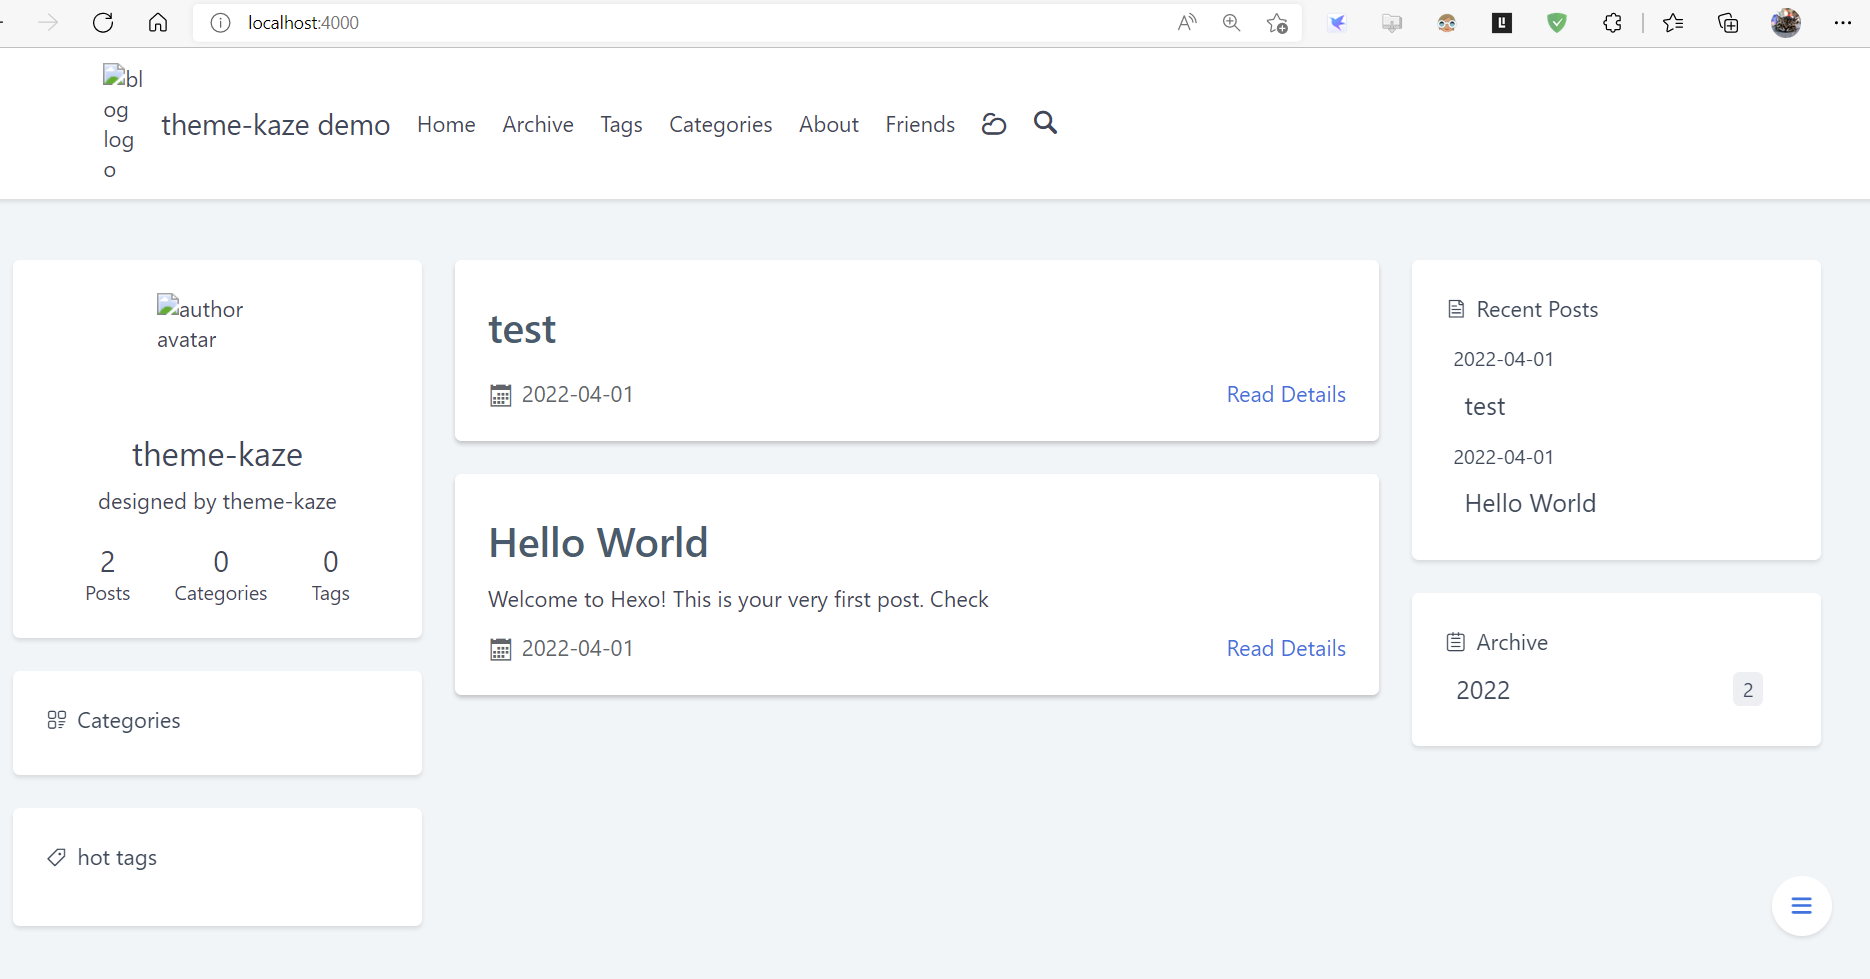 localhost:4000
bl
og
log
o
theme-kaze demo
Home
Archive
Tags
Categories
About
Friends
author
avatar
theme-kaze
designed by theme-kaze
2
0
0
Posts
Categories
Tags
Categories
hot tags
test
2022-04-01
Read Details
Hello World
Welcome to Hexo! This is your very first post. Check
2022-04-01
Read Details
Recent Posts
2022-04-01
test
2022-04-01
Hello World
Archive
2022
2